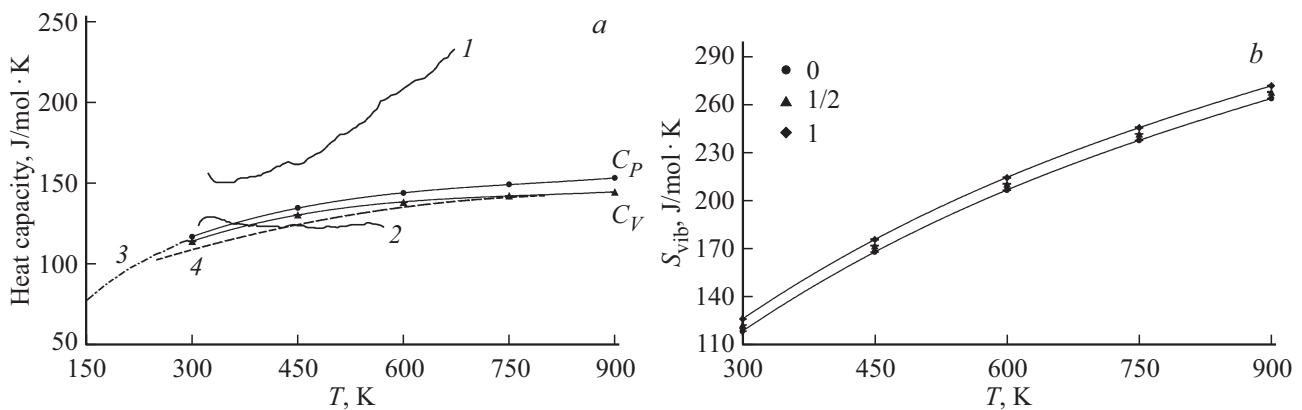 a
250
200
150
100
50
Heat capacity, J/mol · K
1
2
3
4
C_P
C_V
150 300 450 600 750 900
T, K
b
290
260
230
200
170
140
110
S_vib, J/mol · K
0
1/2
1
300 450 600 750 900
T, K